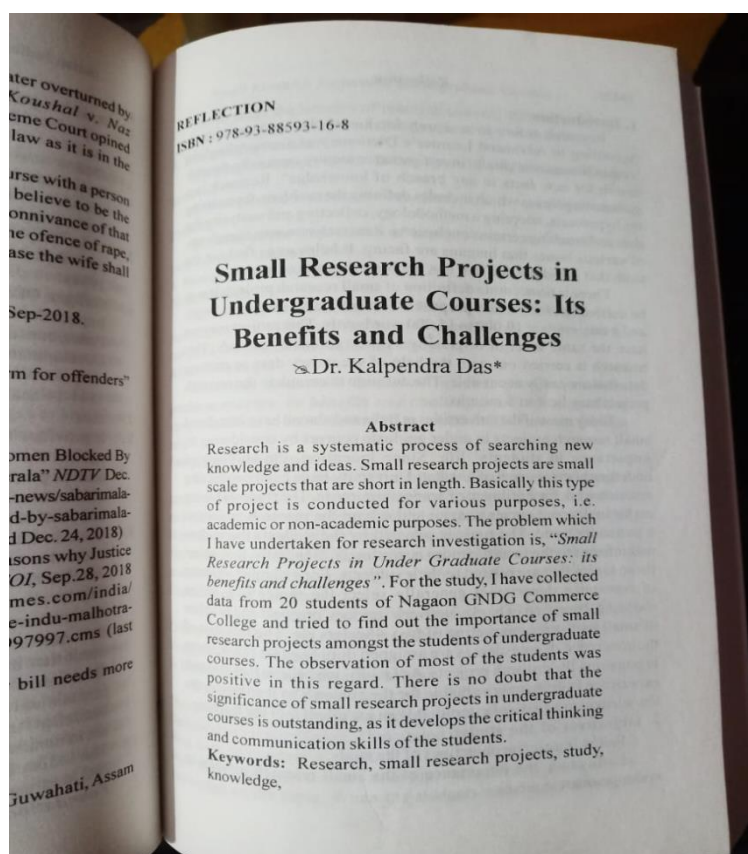 ater overturned by
Koushal v. Naz
eme Court opined
law as it is in the
urse with a person
believe to be the
onnivance of that
e ofence of rape,
ase the wife shall
Sep-2018.
m for offenders"
omen Blocked By
rala" NDTV Dec.
-news/sabarimala-
d-by-sabarimala-
d Dec. 24, 2018)
sons why Justice
OI, Sep.28, 2018
mes.com/india/
e-indu-malhotra-
997997.cms (last
bill needs more
Guwahati, Assam
REFLECTION
ISBN : 978-93-88593-16-8
Small Research Projects in
Undergraduate Courses: Its
Benefits and Challenges
Dr. Kalpendra Das*
Abstract
Research is a systematic process of searching new
knowledge and ideas. Small research projects are small
scale projects that are short in length. Basically this type
of project is conducted for various purposes, i.e.
academic or non-academic purposes. The problem which
I have undertaken for research investigation is, "Small
Research Projects in Under Graduate Courses: its
benefits and challenges". For the study, I have collected
data from 20 students of Nagaon GNDG Commerce
College and tried to find out the importance of small
research projects amongst the students of undergraduate
courses. The observation of most of the students was
positive in this regard. There is no doubt that the
significance of small research projects in undergraduate
courses is outstanding, as it develops the critical thinking
and communication skills of the students.
Keywords: Research, small research projects, study,
knowledge,